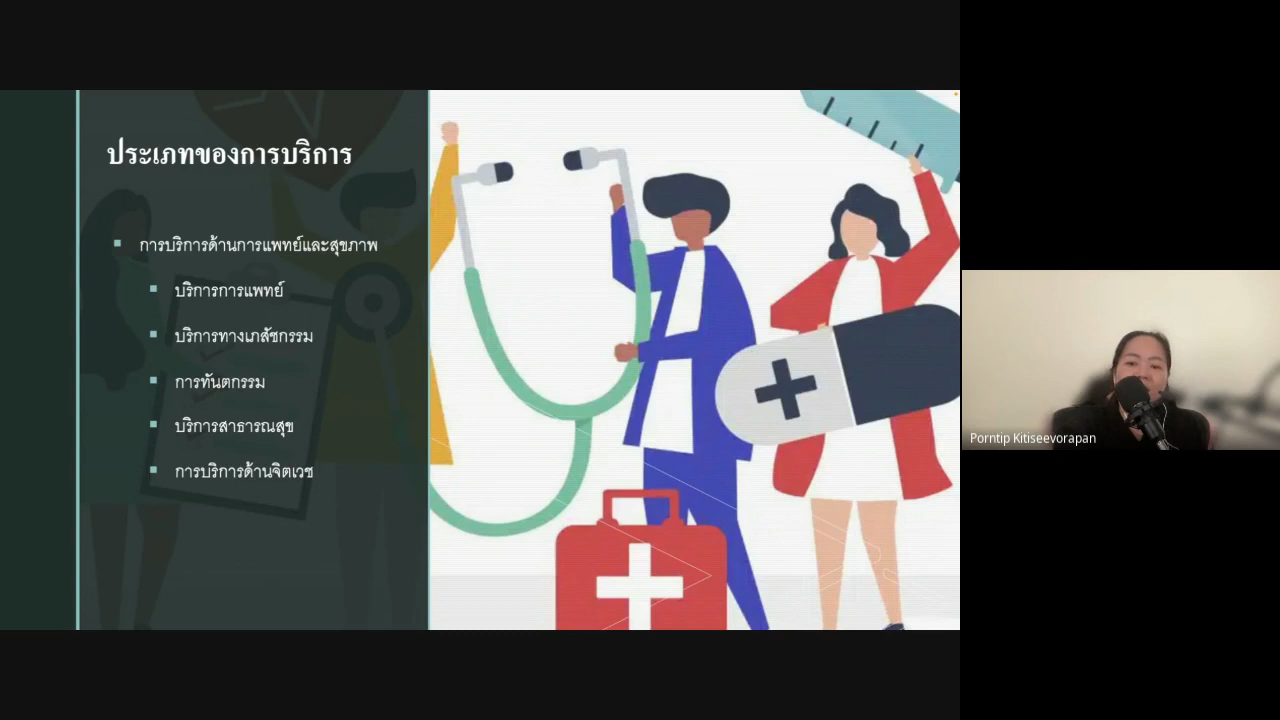 ประเภทของการบริการ
▪ การบริการด้านการแพทย์และสุขภาพ
▪ บริการการแพทย์
▪ บริการทางเภสัชกรรม
▪ การทันตกรรม
▪ บริการสาธารณสุข
▪ การบริการด้านจิตเวช
Porntip Kitiseevorapan